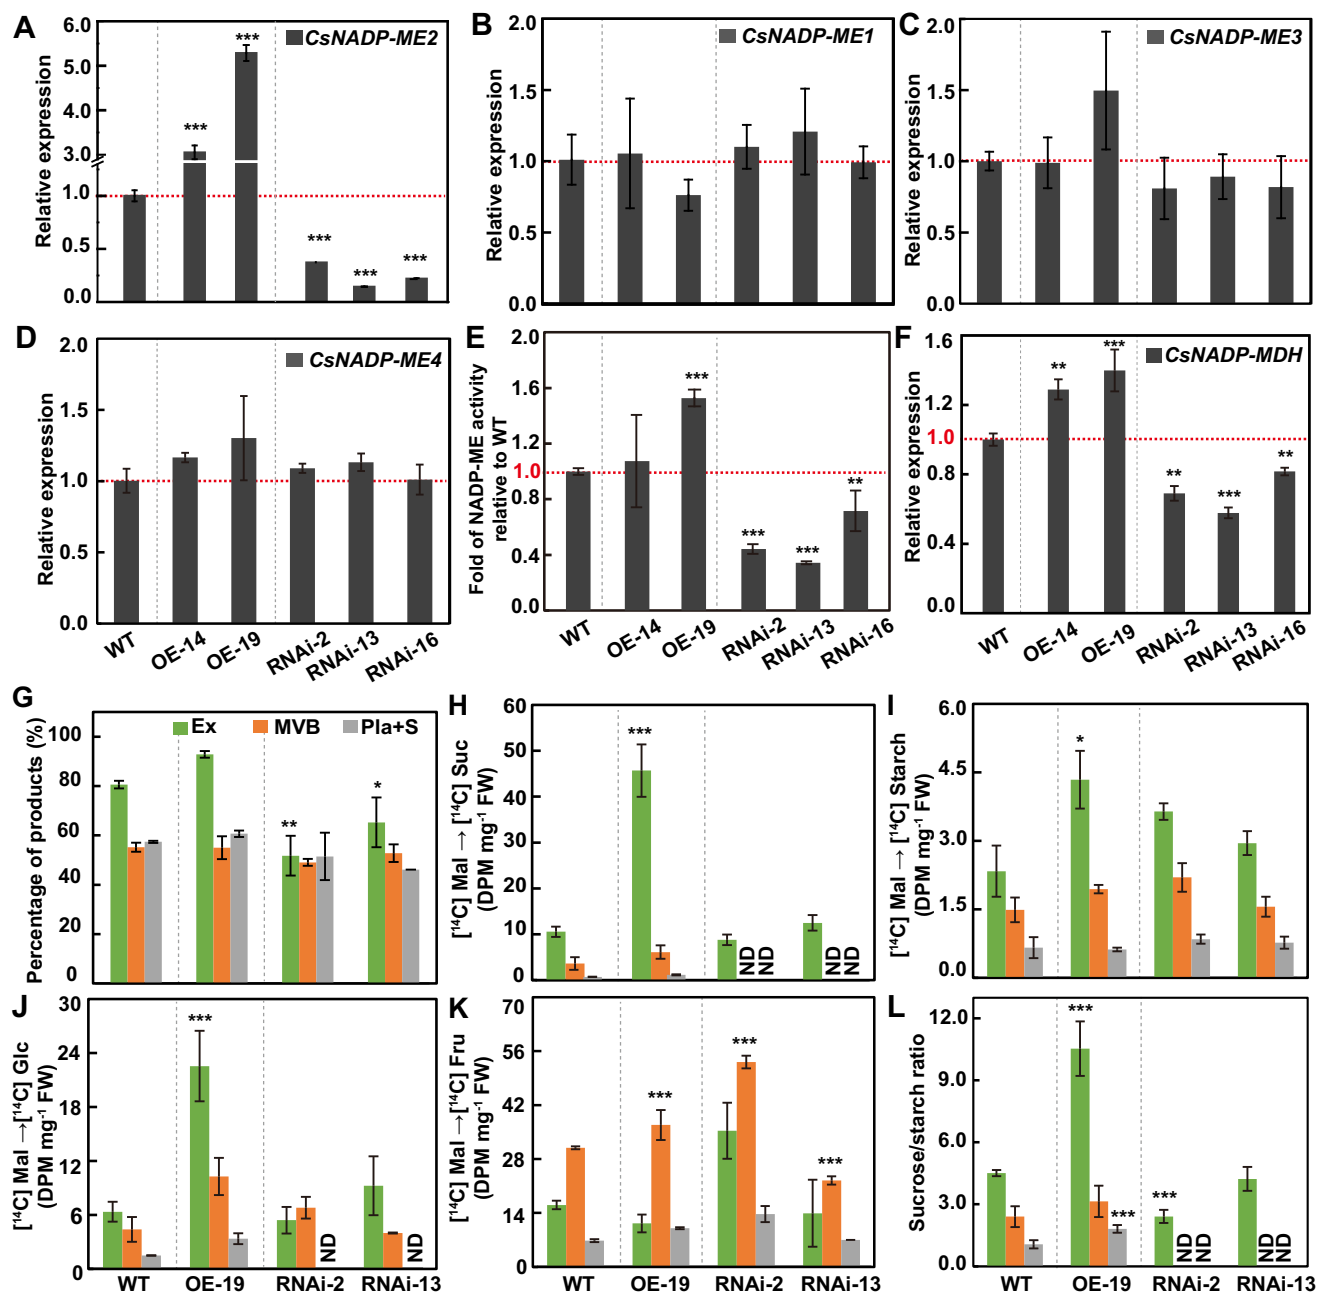 A
Relative expression
6.0
5.0
4.0
3.0
1.0
0.5
0.0
CsNADP-ME2
***
***
***
***
***
B
Relative expression
2.0
1.5
1.0
0.5
0.0
CsNADP-ME1
C
Relative expression
2.0
1.5
1.0
0.5
0.0
CsNADP-ME3
D
Relative expression
2.0
1.5
1.0
0.5
0.0
CsNADP-ME4
WT OE-14 OE-19 RNAi-2 RNAi-13 RNAi-16
E
Fold of NADP-ME activity
relative to WT
2.0
1.6
1.2
1.0
0.8
0.4
0.0
***
***
***
**
WT OE-14 OE-19 RNAi-2 RNAi-13 RNAi-16
F
Relative expression
1.6
1.2
1.0
0.8
0.4
0.0
CsNADP-MDH
**
***
**
***
**
WT OE-14 OE-19 RNAi-2 RNAi-13 RNAi-16
G
Percentage of products (%)
100
80
60
40
20
0
Ex MVB Pla+S
**
*
H
[¹⁴C] Mal → [¹⁴C] Suc
(DPM mg⁻¹ FW)
60
50
40
30
20
10
0
***
ND ND ND ND
I
[¹⁴C] Mal → [¹⁴C] Starch
(DPM mg⁻¹ FW)
6.0
4.5
3.0
1.5
0.0
*
J
[¹⁴C] Mal →[¹⁴C] Glc
(DPM mg⁻¹ FW)
30
24
18
12
6
0
***
ND ND
WT OE-19 RNAi-2 RNAi-13
K
[¹⁴C] Mal →[¹⁴C] Fru
(DPM mg⁻¹ FW)
70
56
42
28
14
0
***
***
***
WT OE-19 RNAi-2 RNAi-13
L
Sucrose/starch ratio
12.0
9.0
6.0
3.0
0.0
***
***
***
ND ND ND ND
WT OE-19 RNAi-2 RNAi-13